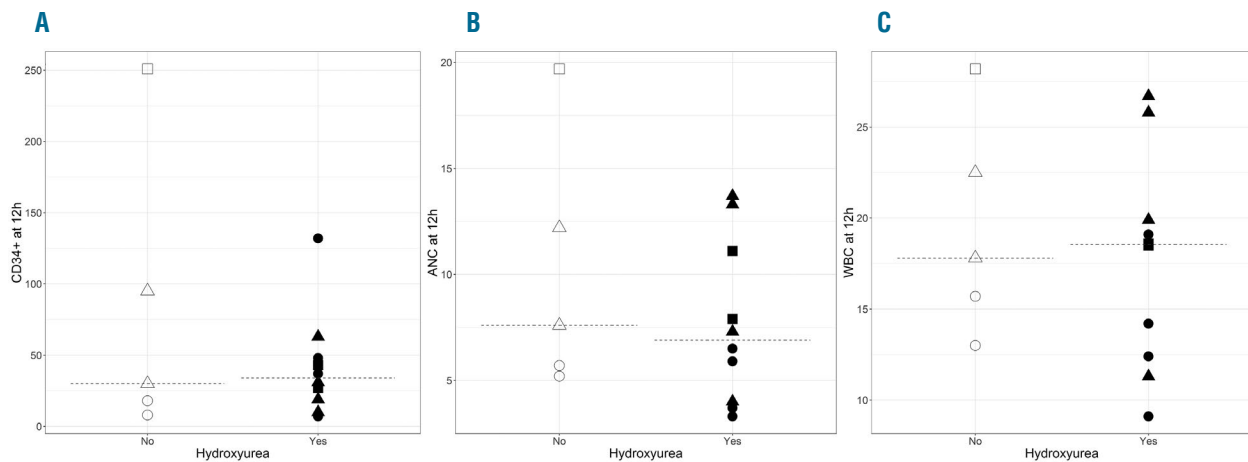 A
CD34+ at 12h
250
200
150
100
50
0
No
Yes
Hydroxyurea
B
ANC at 12h
20
15
10
5
No
Yes
Hydroxyurea
C
WBC at 12h
25
20
15
10
No
Yes
Hydroxyurea